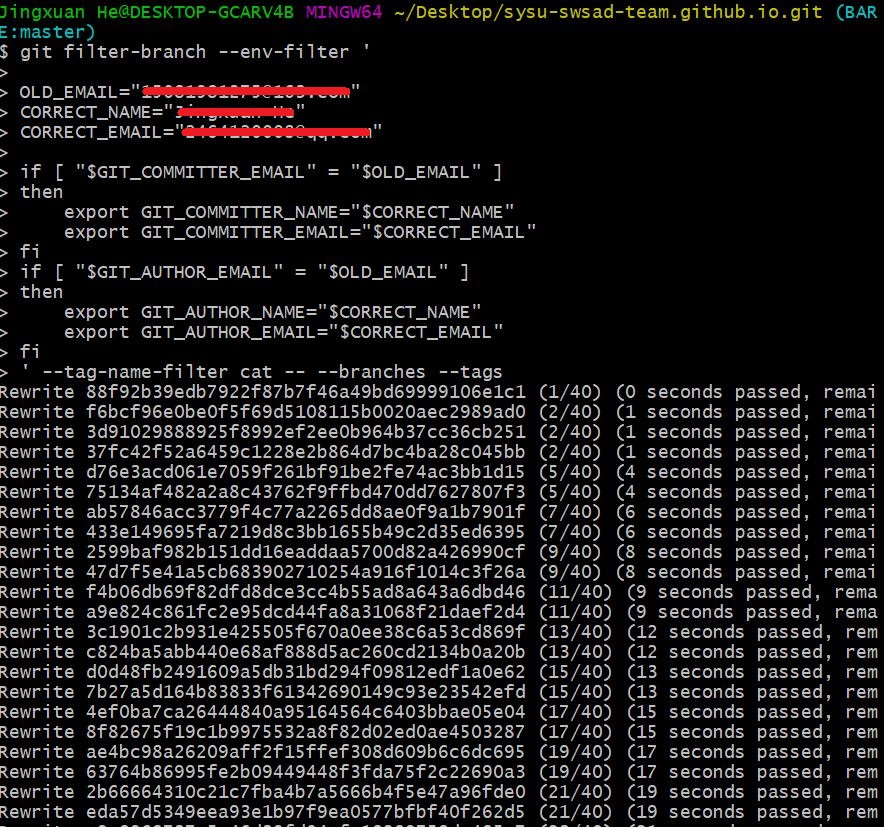 Jingxuan He@DESKTOP-GCARV4B MINGW64 ~/Desktop/sysu-swsad-team.github.io.git (BAR
E:master)
$ git filter-branch --env-filter '
>
> OLD_EMAIL=""
> CORRECT_NAME=""
> CORRECT_EMAIL=""
>
> if [ "$GIT_COMMITTER_EMAIL" = "$OLD_EMAIL" ]
> then
>     export GIT_COMMITTER_NAME="$CORRECT_NAME"
>     export GIT_COMMITTER_EMAIL="$CORRECT_EMAIL"
> fi
> if [ "$GIT_AUTHOR_EMAIL" = "$OLD_EMAIL" ]
> then
>     export GIT_AUTHOR_NAME="$CORRECT_NAME"
>     export GIT_AUTHOR_EMAIL="$CORRECT_EMAIL"
> fi
> ' --tag-name-filter cat -- --branches --tags
Rewrite 88f92b39edb7922f87b7f46a49bd69999106e1c1 (1/40) (0 seconds passed, remai
Rewrite f6bcf96e0be0f5f69d5108115b0020aec2989ad0 (2/40) (1 seconds passed, remai
Rewrite 3d91029888925f8992ef2ee0b964b37cc36cb251 (2/40) (1 seconds passed, remai
Rewrite 37fc42f52a6459c1228e2b864d7bc4ba28c045bb (2/40) (1 seconds passed, remai
Rewrite d76e3acd061e7059f261bf91be2fe74ac3bb1d15 (5/40) (4 seconds passed, remai
Rewrite 75134af482a2a8c43762f9ffbd470dd7627807f3 (5/40) (4 seconds passed, remai
Rewrite ab57846acc3779f4c77a2265dd8ae0f9a1b7901f (7/40) (6 seconds passed, remai
Rewrite 433e149695fa7219d8c3bb1655b49c2d35ed6395 (7/40) (6 seconds passed, remai
Rewrite 2599baf982b151dd16eaddaa5700d82a426990cf (9/40) (8 seconds passed, remai
Rewrite 47d7f5e41a5cb683902710254a916f1014c3f26a (9/40) (8 seconds passed, remai
Rewrite f4b06db69f82dfd8dce3cc4b55ad8a643a6dbd46 (11/40) (9 seconds passed, rema
Rewrite a9e824c861fc2e95dcd44fa8a31068f21daef2d4 (11/40) (9 seconds passed, rema
Rewrite 3c1901c2b931e425505f670a0ee38c6a53cd869f (13/40) (12 seconds passed, rem
Rewrite c824ba5abb440e68af888d5ac260cd2134b0a20b (13/40) (12 seconds passed, rem
Rewrite d0d48fb2491609a5db31bd294f09812edf1a0e62 (15/40) (13 seconds passed, rem
Rewrite 7b27a5d164b83833f61342690149c93e23542efd (15/40) (13 seconds passed, rem
Rewrite 4ef0ba7ca26444840a95164564c6403bbae05e04 (17/40) (15 seconds passed, rem
Rewrite 8f82675f19c1b9975532a8f82d02ed0ae4503287 (17/40) (15 seconds passed, rem
Rewrite ae4bc98a26209aff2f15ffef308d609b6c6dc695 (19/40) (17 seconds passed, rem
Rewrite 63764b86995fe2b09449448f3fda75f2c22690a3 (19/40) (17 seconds passed, rem
Rewrite 2b66664310c21c7fba4b7a5666b4f5e47a96fde0 (21/40) (19 seconds passed, rem
Rewrite eda57d5349eea93e1b97f9ea0577bfbf40f262d5 (21/40) (19 seconds passed, rem